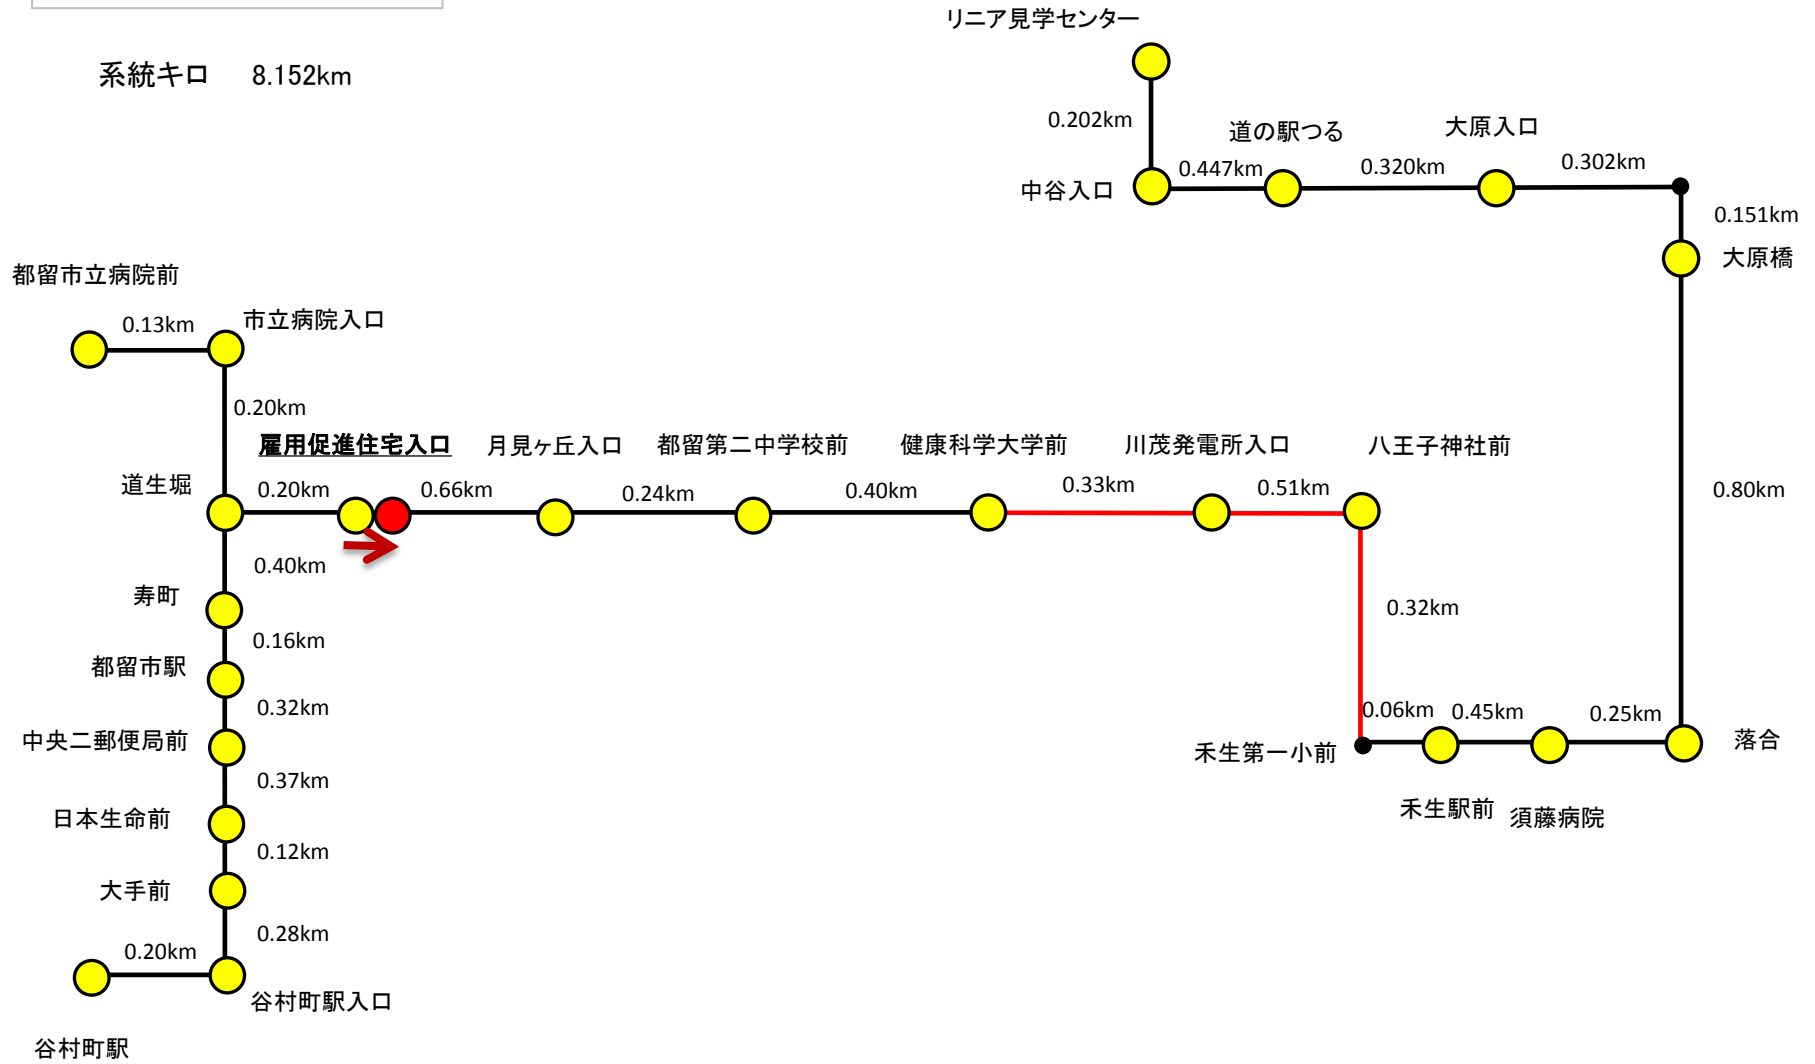 リニア見学センター
系統キロ 8.152km
0.202km
道の駅つる
大原入口
中谷入口
0.447km
0.320km
0.302km
0.151km
大原橋
都留市立病院前
0.13km
市立病院入口
0.20km
雇用促進住宅入口
月見ヶ丘入口
都留第二中学校前
健康科学大学前
川茂発電所入口
八王子神社前
道生堀
0.20km
0.66km
0.24km
0.40km
0.33km
0.51km
0.80km
0.40km
寿町
0.32km
0.16km
都留市駅
0.32km
0.06km
0.45km
0.25km
中央二郵便局前
禾生第一小前
落合
0.37km
日本生命前
禾生駅前
須藤病院
0.12km
大手前
0.28km
0.20km
谷村町駅入口
谷村町駅